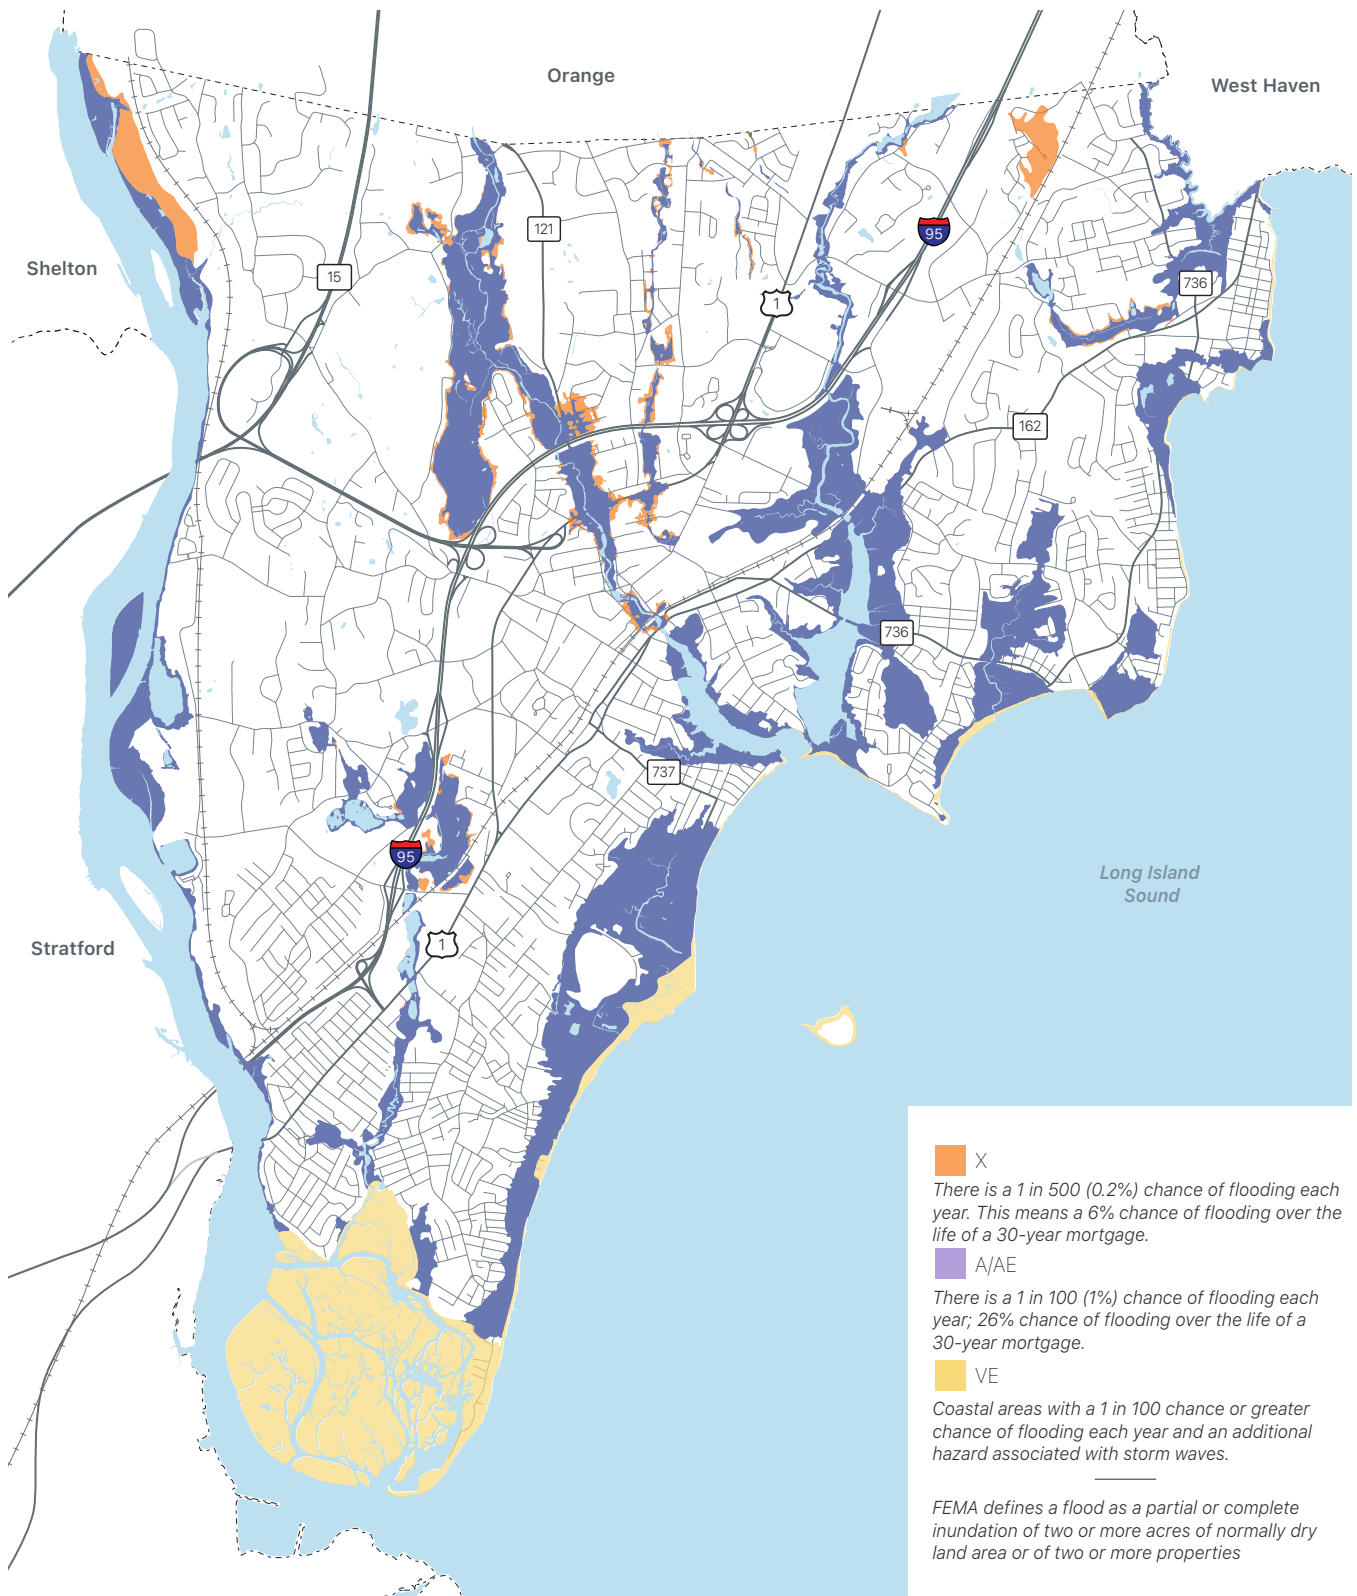 Orange
West Haven
121
95
Shelton
15
736
1
162
736
737
95
Long Island
Sound
Stratford
1
X
There is a 1 in 500 (0.2%) chance of flooding each
year. This means a 6% chance of flooding over the
life of a 30-year mortgage.
A/AE
There is a 1 in 100 (1%) chance of flooding each
year; 26% chance of flooding over the life of a
30-year mortgage.
VE
Coastal areas with a 1 in 100 chance or greater
chance of flooding each year and an additional
hazard associated with storm waves.
FEMA defines a flood as a partial or complete
inundation of two or more acres of normally dry
land area or of two or more properties